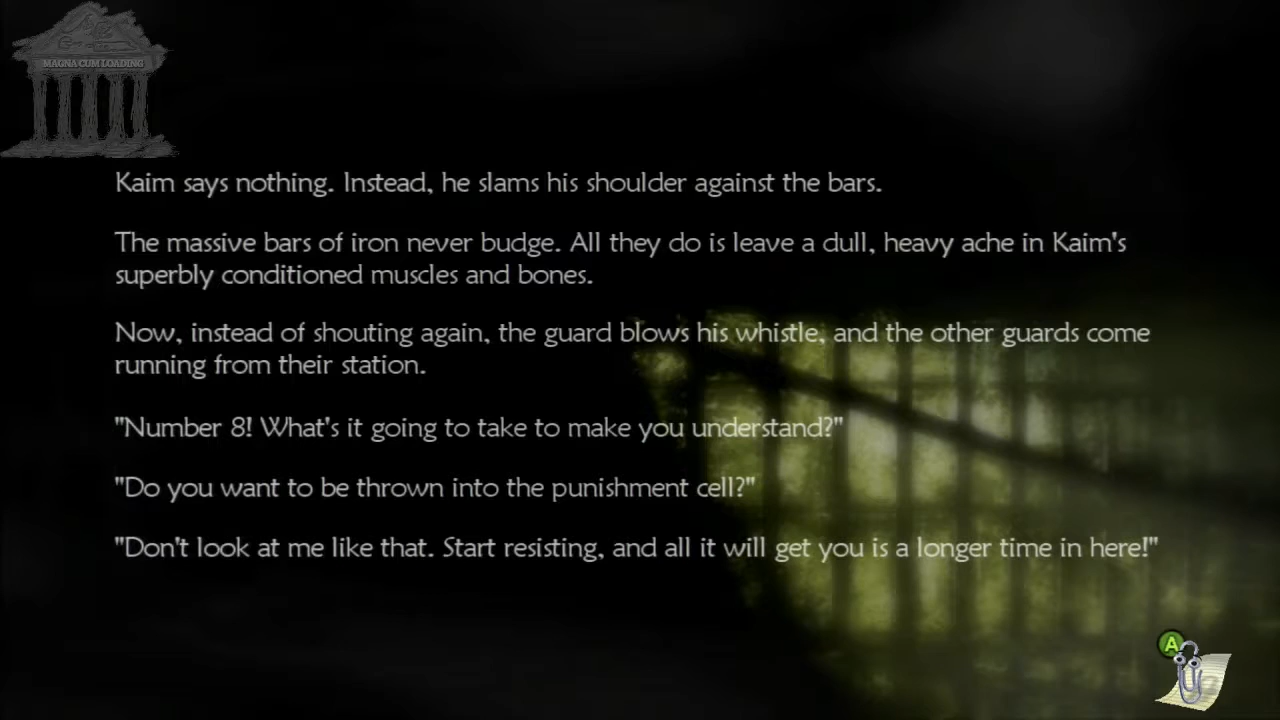 MAGNA CUM LOADING
Kaim says nothing. Instead, he slams his shoulder against the bars.
The massive bars of iron never budge. All they do is leave a dull, heavy ache in Kaim's
superbly conditioned muscles and bones.
Now, instead of shouting again, the guard blows his whistle, and the other guards come
running from their station.
"Number 8! What's it going to take to make you understand?"
"Do you want to be thrown into the punishment cell?"
"Don't look at me like that. Start resisting, and all it will get you is a longer time in here!"
A